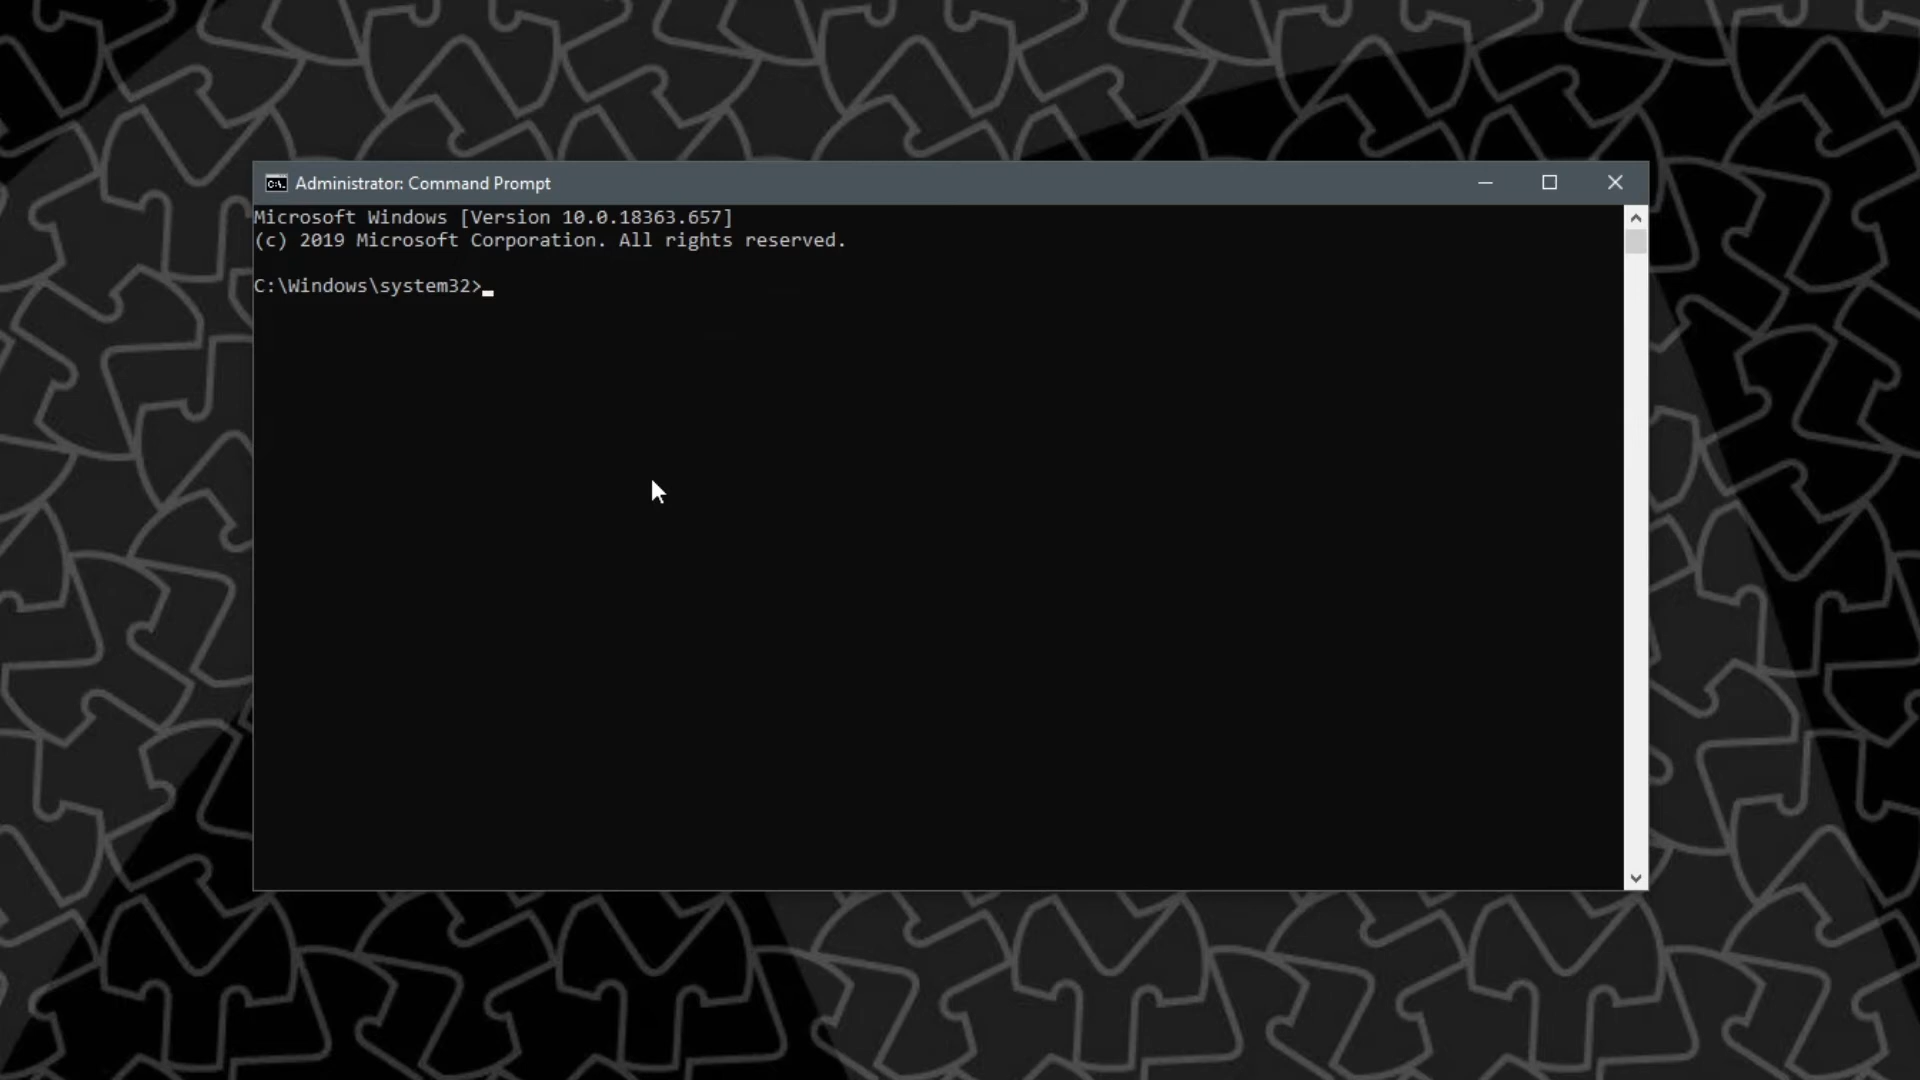 Administrator: Command Prompt
Microsoft Windows [Version 10.0.18363.657]
(c) 2019 Microsoft Corporation. All rights reserved.
C:\Windows\system32>